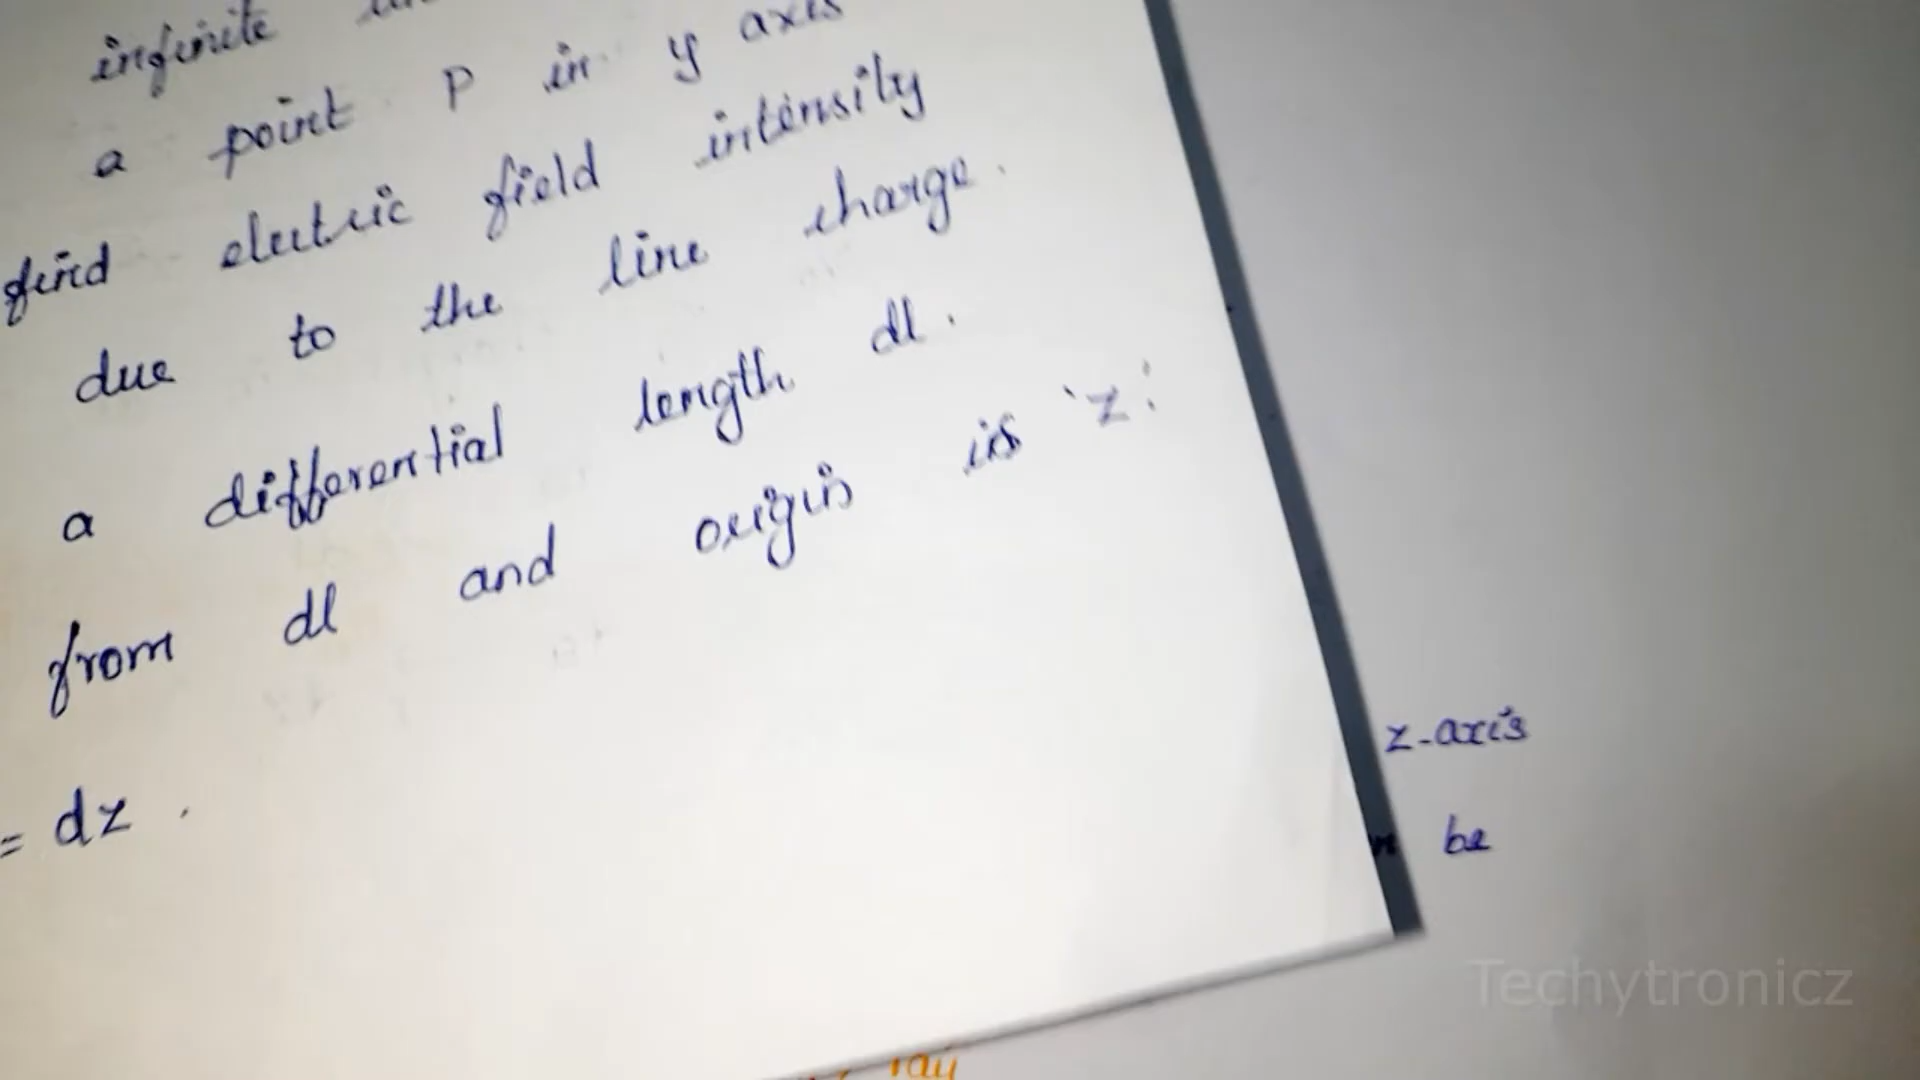 infinite
a point P in y axis
find electric field intensity
due to the line charge.
a differential length dl.
from dl and origin is 'z'.
= dz.
z-axis
be
Techytronicz